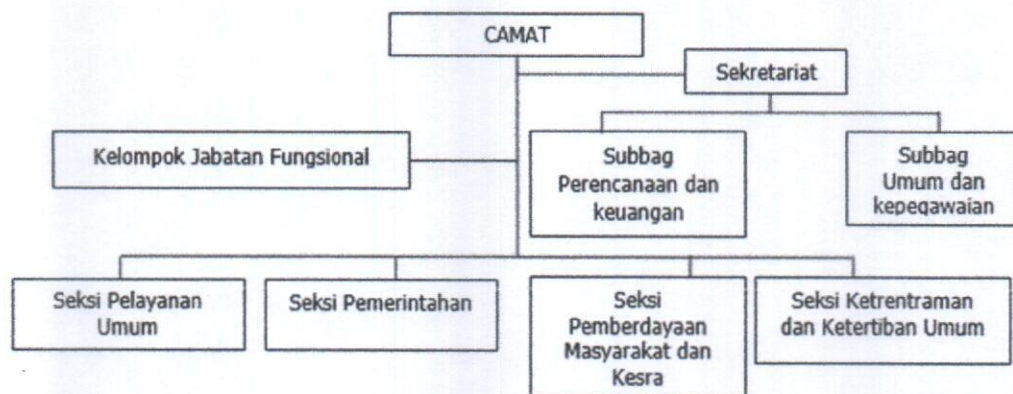 CAMAT
Sekretariat
Kelompok Jabatan Fungsional
Subbag
Perencanaan dan
keuangan
Subbag
Umum dan
kepegawaian
Seksi Pelayanan
Umum
Seksi Pemerintahan
Seksi
Pemberdayaan
Masyarakat dan
Kesra
Seksi Ketrentraman
dan Ketertiban Umum